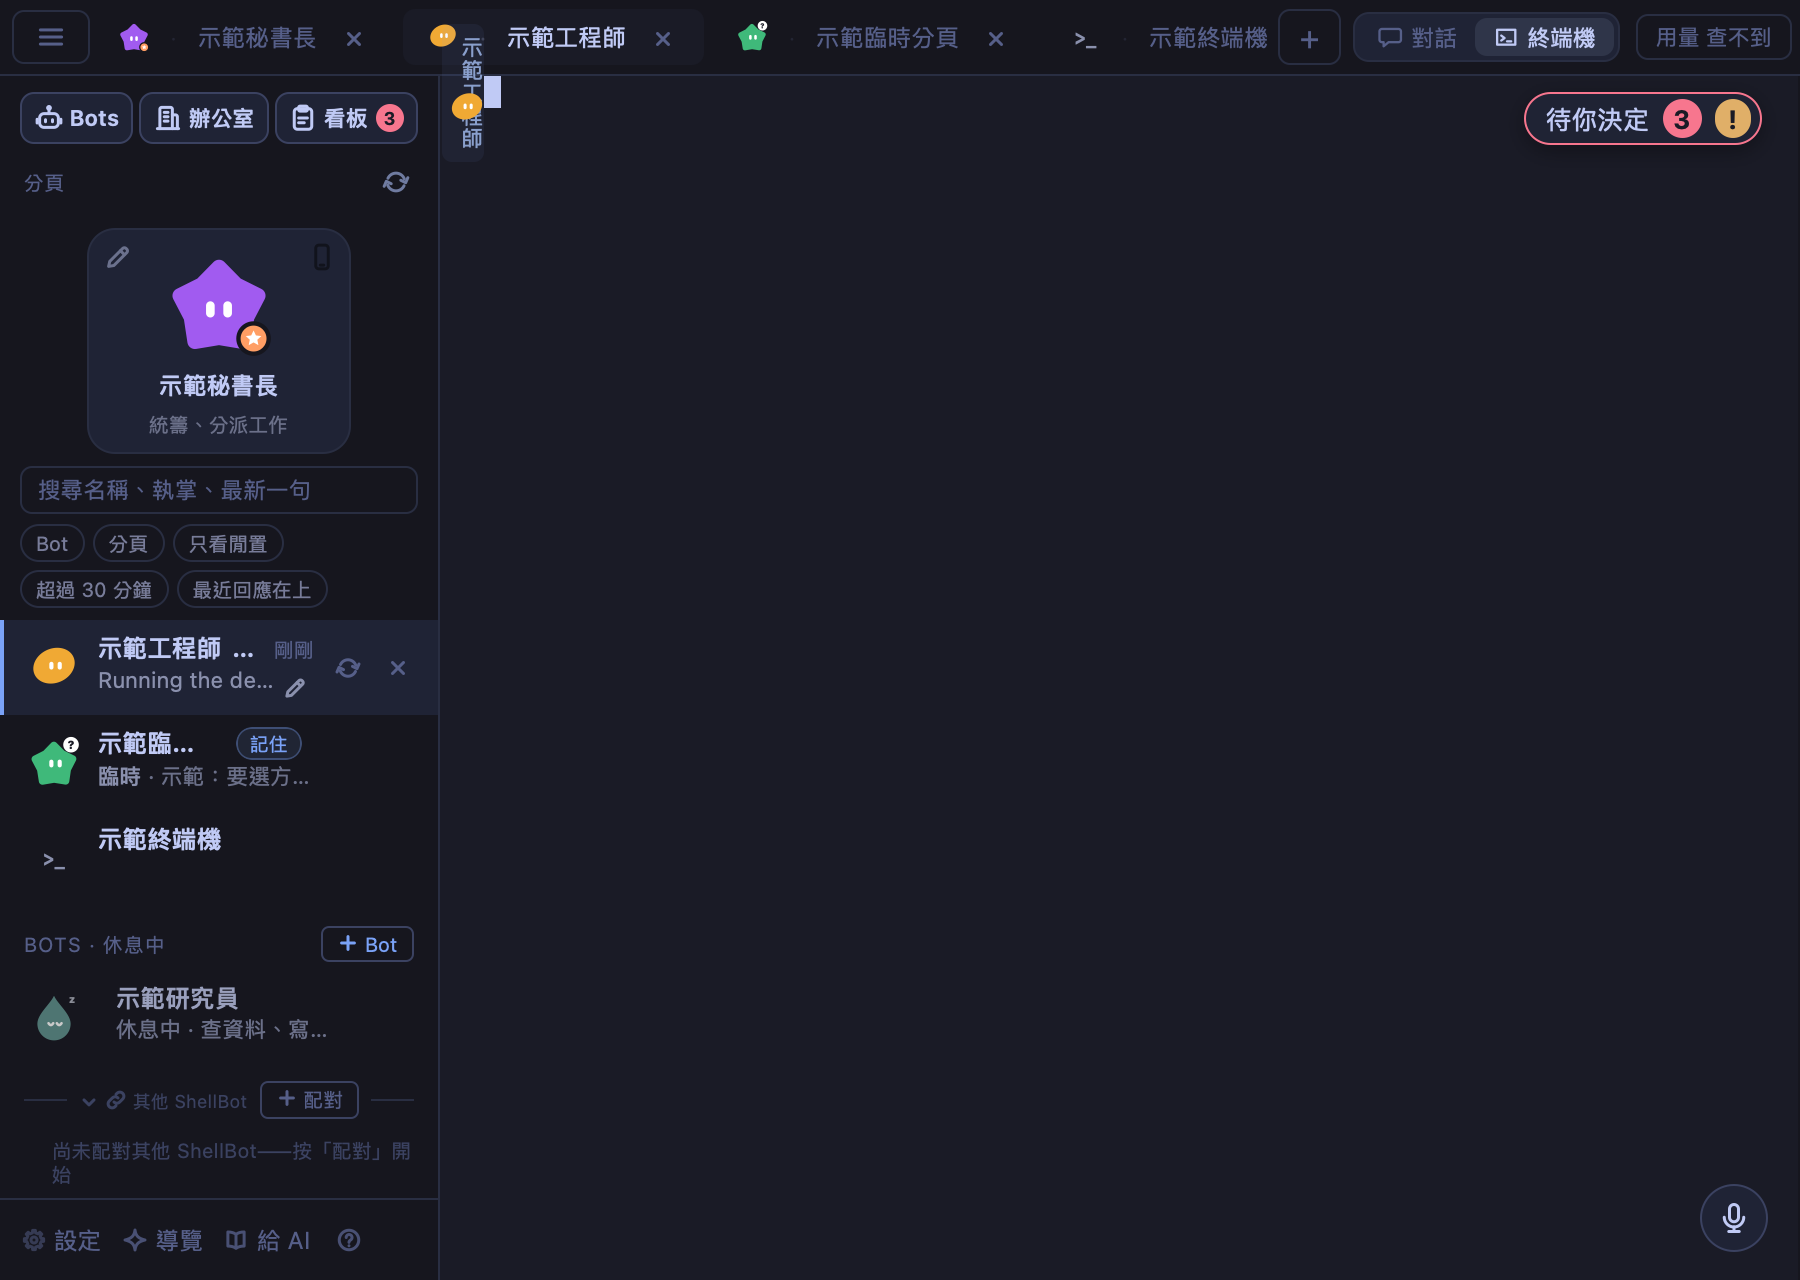 示範秘書長
示範工程師
示範臨時分頁
>_ 示範終端機
對話
終端機
用量 查不到
示範工程師
Bots
辦公室
看板 3
待你決定 3 !
分頁
示範秘書長
統籌、分派工作
搜尋名稱、執掌、最新一句
Bot
分頁
只看閒置
超過 30 分鐘
最近回應在上
示範工程師 ... 剛剛
Running the de...
示範臨... 記住
臨時 · 示範：要選方...
示範終端機
>_
BOTS · 休息中
+ Bot
示範研究員
休息中 · 查資料、寫...
其他 ShellBot
+ 配對
尚未配對其他 ShellBot——按「配對」開
始
設定
導覽
給 AI
?